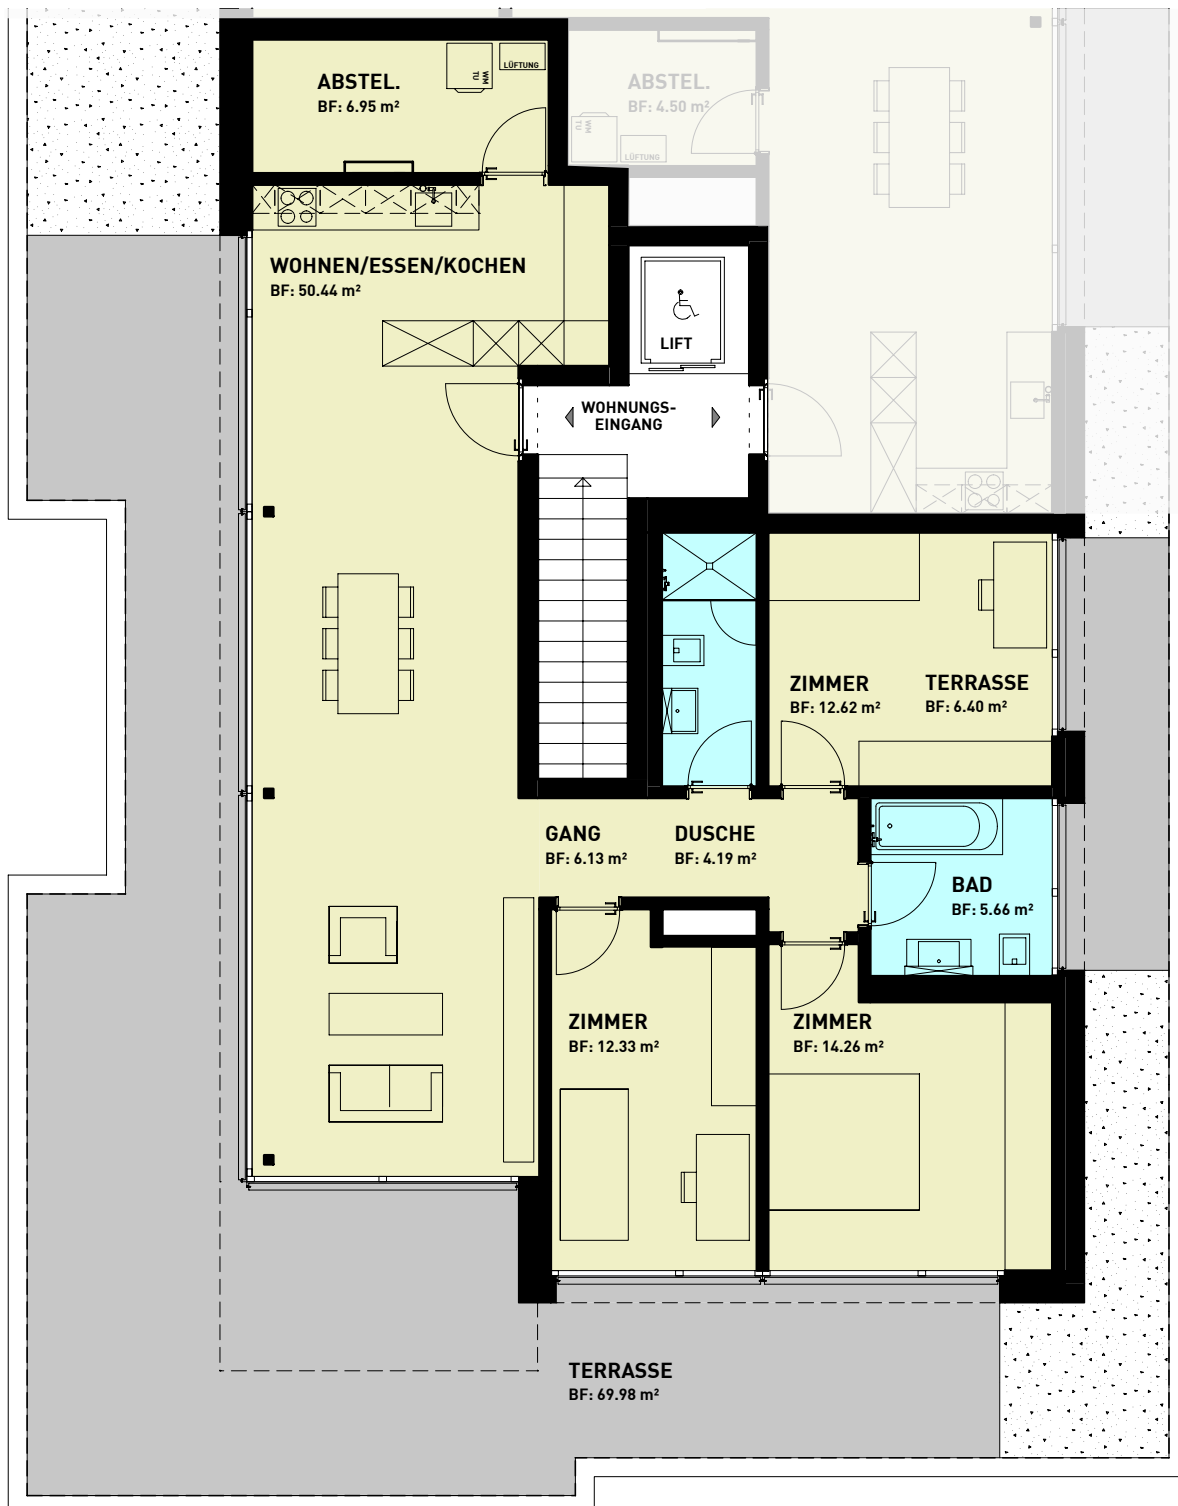 ABSTEL.
BF: 6.95 m²
WM
TU
LÜFTUNG
ABSTEL.
BF: 4.50 m²
WM
TU
LÜFTUNG
WOHNEN/ESSEN/KOCHEN
BF: 50.44 m²
LIFT
WOHNUNGS-
EINGANG
ZIMMER
BF: 12.62 m²
TERRASSE
BF: 6.40 m²
GANG
BF: 6.13 m²
DUSCHE
BF: 4.19 m²
BAD
BF: 5.66 m²
ZIMMER
BF: 12.33 m²
ZIMMER
BF: 14.26 m²
TERRASSE
BF: 69.98 m²